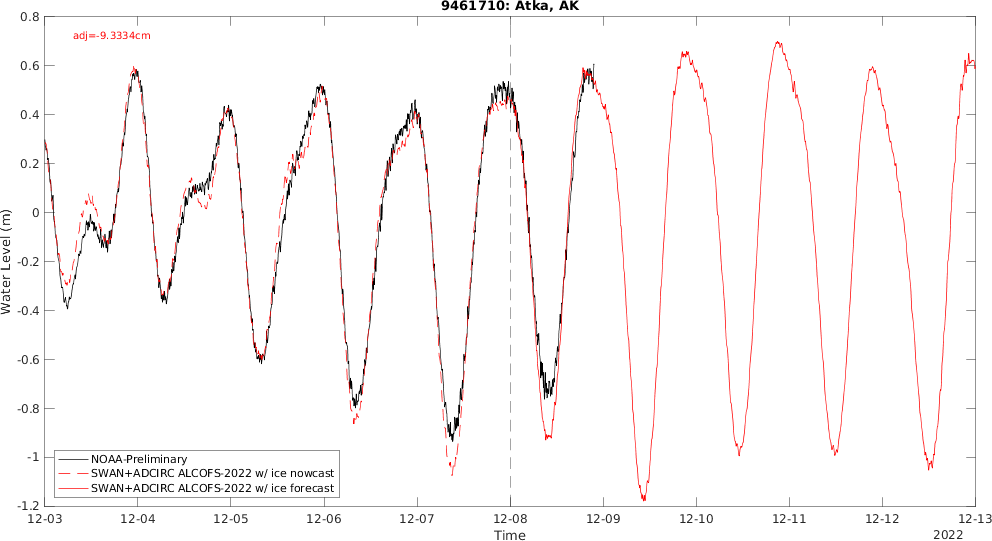 9461710: Atka, AK
adj=-9.3334cm
Water Level (m)
0.8
0.6
0.4
0.2
0
-0.2
-0.4
-0.6
-0.8
-1
-1.2
NOAA-Preliminary
SWAN+ADCIRC ALCOFS-2022 w/ ice nowcast
SWAN+ADCIRC ALCOFS-2022 w/ ice forecast
12-03 12-04 12-05 12-06 12-07 12-08 12-09 12-10 12-11 12-12 12-13
Time
2022